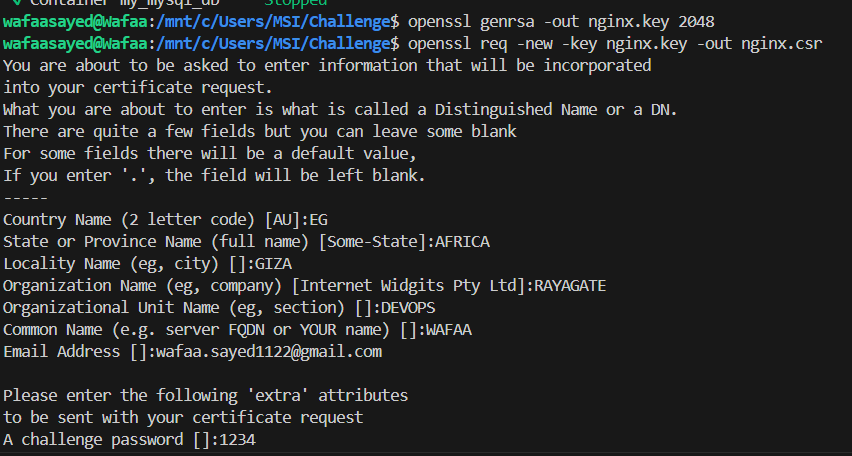 ✓ Container my_mysql_db Stopped
wafaasayed@Wafaa:/mnt/c/Users/MSI/Challenge$ openssl genrsa -out nginx.key 2048
wafaasayed@Wafaa:/mnt/c/Users/MSI/Challenge$ openssl req -new -key nginx.key -out nginx.csr
You are about to be asked to enter information that will be incorporated
into your certificate request.
What you are about to enter is what is called a Distinguished Name or a DN.
There are quite a few fields but you can leave some blank
For some fields there will be a default value,
If you enter '.', the field will be left blank.
-----
Country Name (2 letter code) [AU]:EG
State or Province Name (full name) [Some-State]:AFRICA
Locality Name (eg, city) []:GIZA
Organization Name (eg, company) [Internet Widgits Pty Ltd]:RAYAGATE
Organizational Unit Name (eg, section) []:DEVOPS
Common Name (e.g. server FQDN or YOUR name) []:WAFAA
Email Address []:wafaa.sayed1122@gmail.com

Please enter the following 'extra' attributes
to be sent with your certificate request
A challenge password []:1234